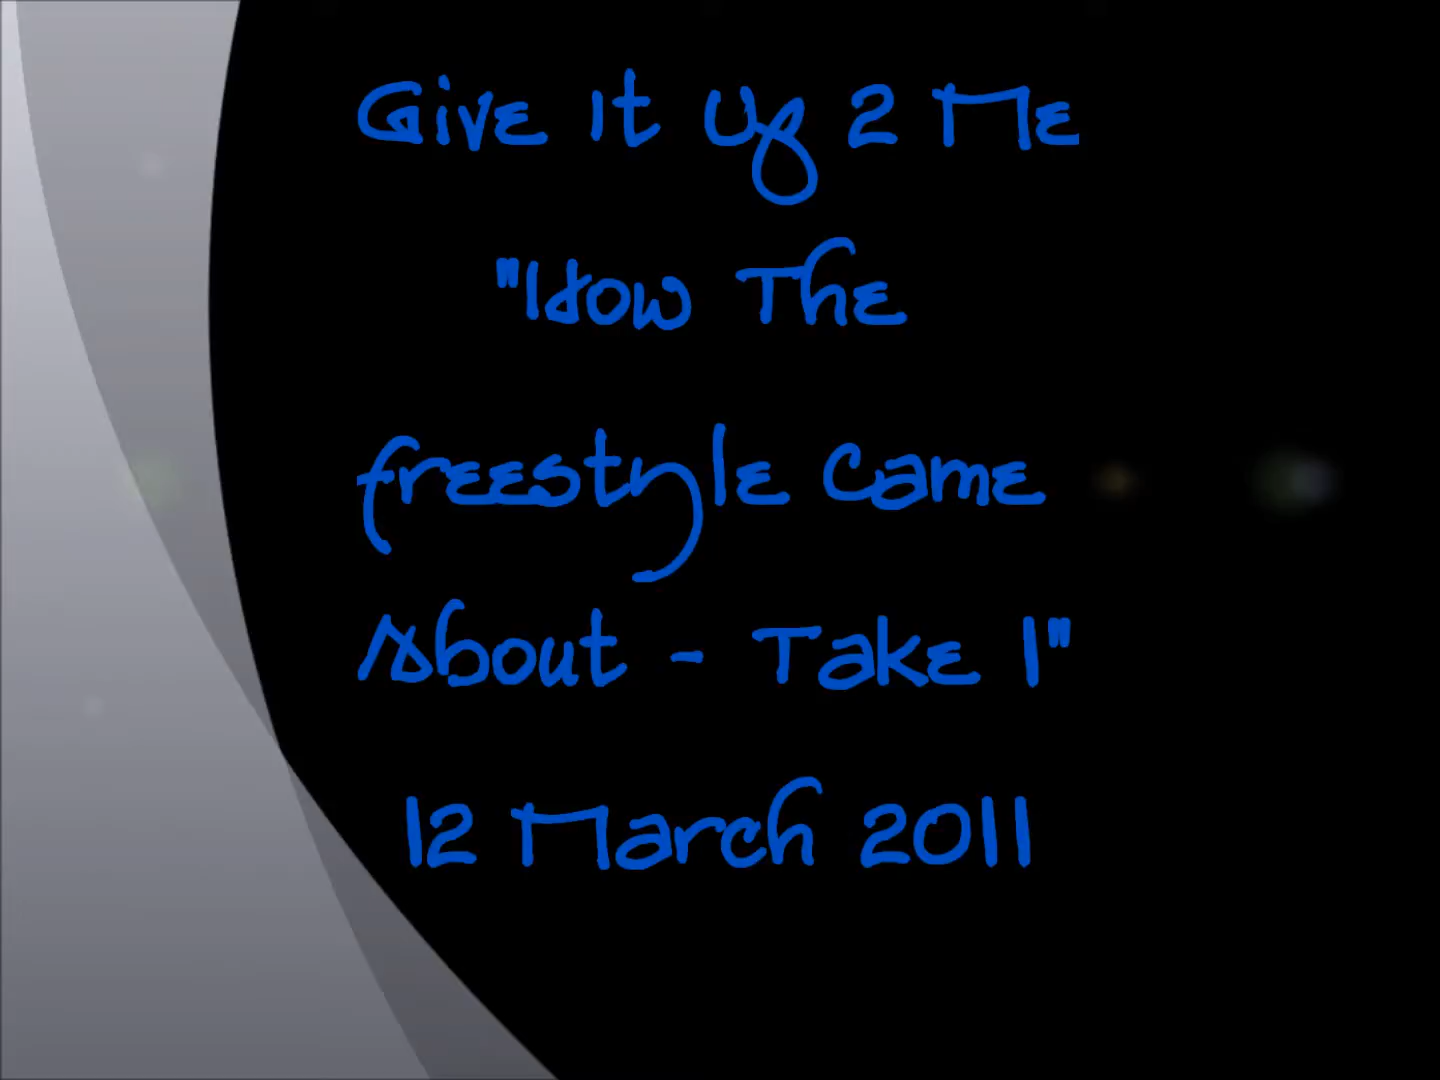 Give It Up 2 Me
"How The
freestyle Came
About - Take 1"
12 March 2011